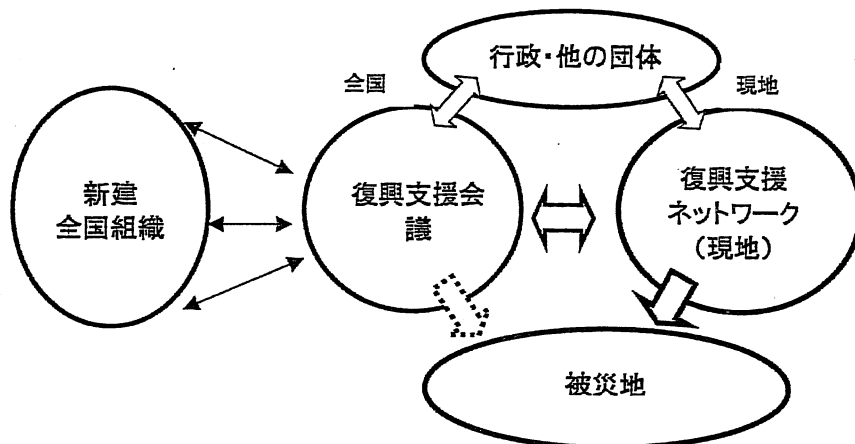 行政・他の団体
全国
現地
新建
全国組織
復興支援会
議
復興支援
ネットワーク
（現地）
被災地